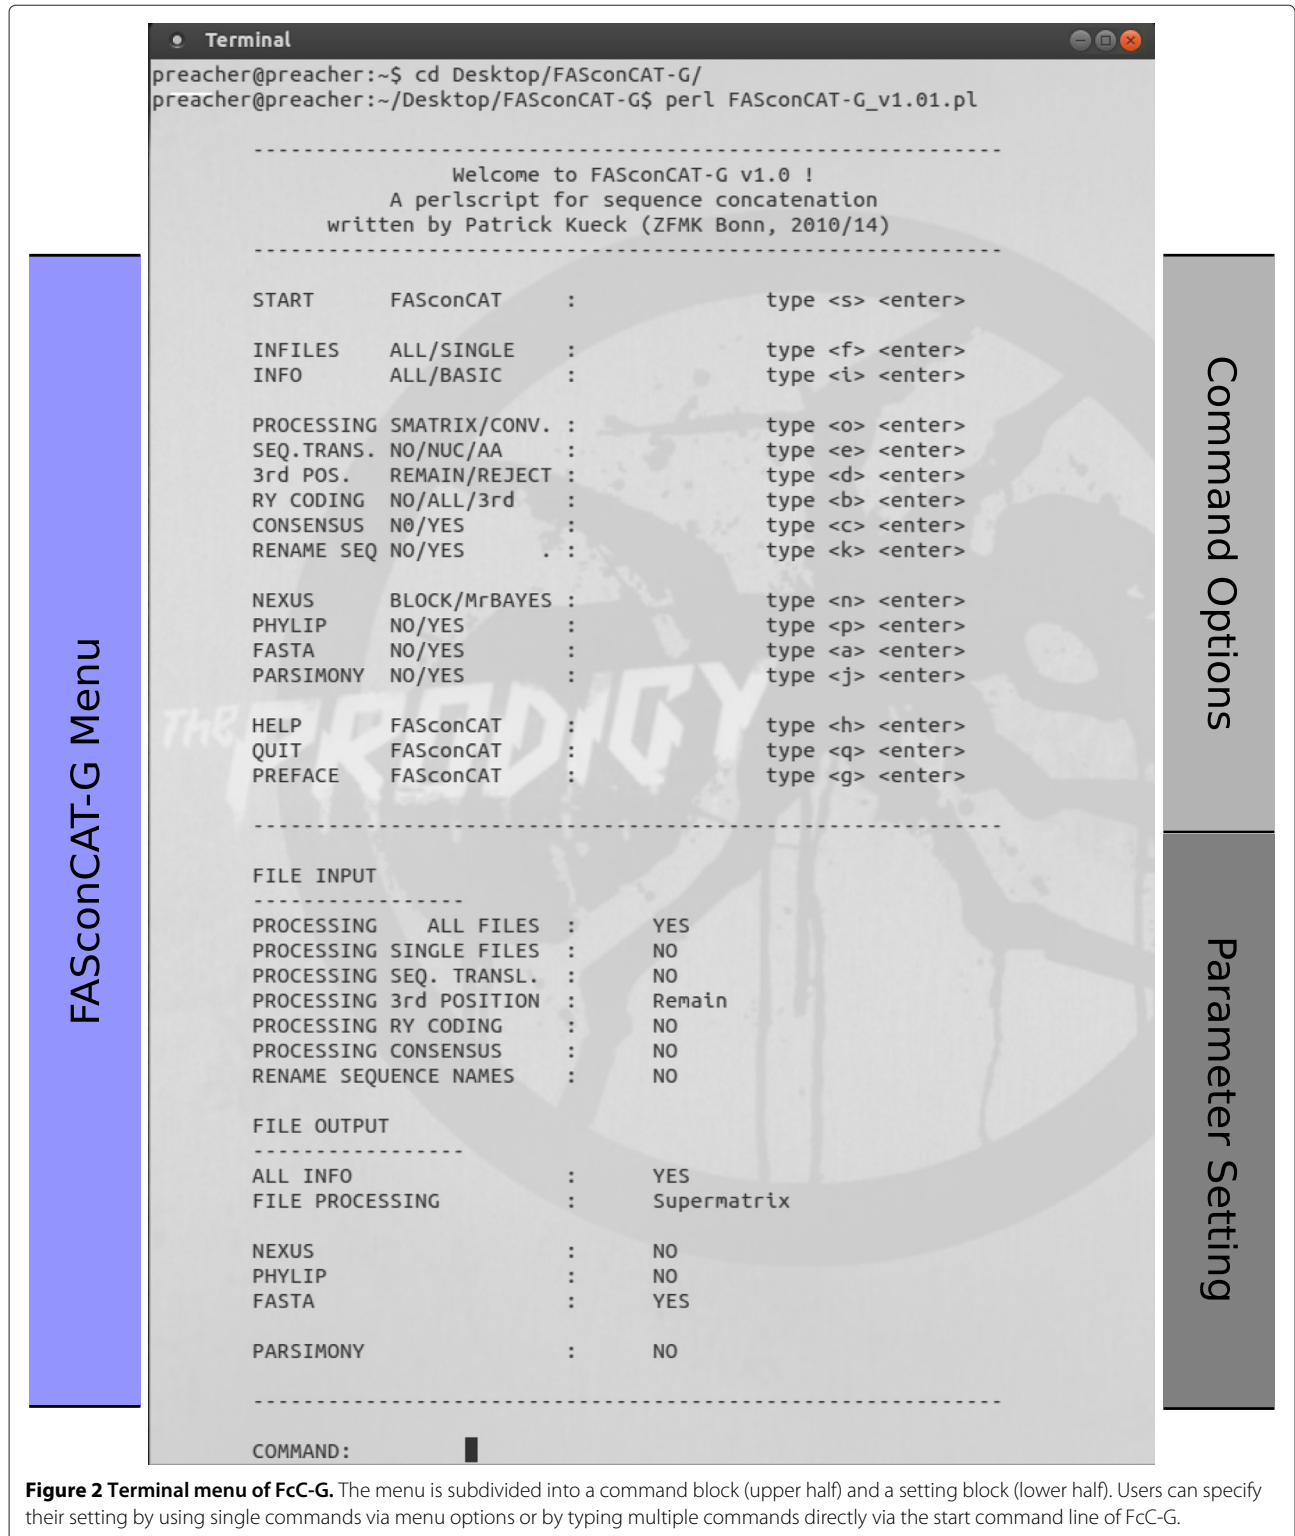 Terminal
preacher@preacher:~$ cd Desktop/FASconCAT-G/
preacher@preacher:~/Desktop/FASconCAT-G$ perl FASconCAT-G_v1.01.pl
------------------------------------------------------------
Welcome to FASconCAT-G v1.0 !
A perlscript for sequence concatenation
written by Patrick Kueck (ZFMK Bonn, 2010/14)
------------------------------------------------------------
START FASconCAT : type <s> <enter>
INFILES ALL/SINGLE : type <f> <enter>
INFO ALL/BASIC : type <i> <enter>
PROCESSING SMATRIX/CONV. : type <o> <enter>
SEQ.TRANS. NO/NUC/AA : type <e> <enter>
3rd POS. REMAIN/REJECT : type <d> <enter>
RY CODING NO/ALL/3rd : type <b> <enter>
CONSENSUS N0/YES : type <c> <enter>
RENAME SEQ NO/YES . : type <k> <enter>
NEXUS BLOCK/MrBAYES : type <n> <enter>
PHYLIP NO/YES : type <p> <enter>
FASTA NO/YES : type <a> <enter>
PARSIMONY NO/YES : type <j> <enter>
HELP FASconCAT : type <h> <enter>
QUIT FASconCAT : type <q> <enter>
PREFACE FASconCAT : type <g> <enter>
------------------------------------------------------------
FILE INPUT
-----------------
PROCESSING ALL FILES : YES
PROCESSING SINGLE FILES : NO
PROCESSING SEQ. TRANSL. : NO
PROCESSING 3rd POSITION : Remain
PROCESSING RY CODING : NO
PROCESSING CONSENSUS : NO
RENAME SEQUENCE NAMES : NO
FILE OUTPUT
-----------------
ALL INFO : YES
FILE PROCESSING : Supermatrix
NEXUS : NO
PHYLIP : NO
FASTA : YES
PARSIMONY : NO
------------------------------------------------------------
COMMAND:
THE PRODIGY
FASconCAT-G Menu
Command Options
Parameter Setting
Figure 2 Terminal menu of FcC-G. The menu is subdivided into a command block (upper half) and a setting block (lower half). Users can specify
their setting by using single commands via menu options or by typing multiple commands directly via the start command line of FcC-G.